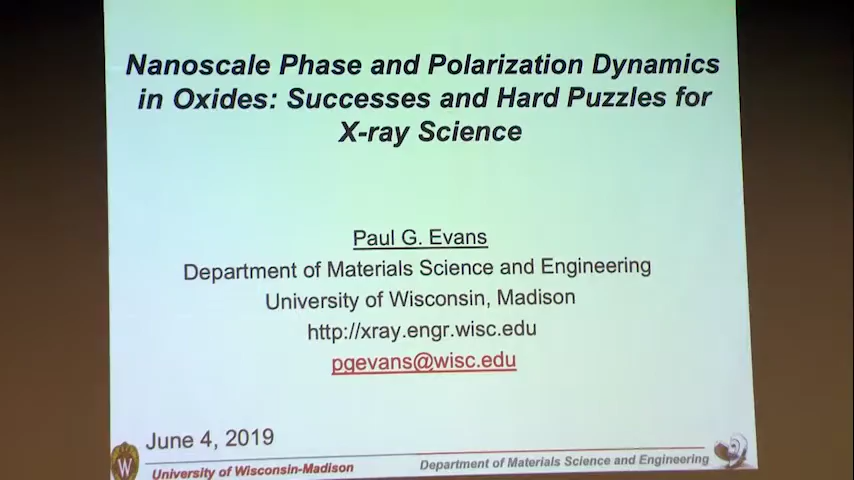 Nanoscale Phase and Polarization Dynamics
in Oxides: Successes and Hard Puzzles for
X-ray Science
Paul G. Evans
Department of Materials Science and Engineering
University of Wisconsin, Madison
http://xray.engr.wisc.edu
pgevans@wisc.edu
June 4, 2019
W
University of Wisconsin-Madison
Department of Materials Science and Engineering